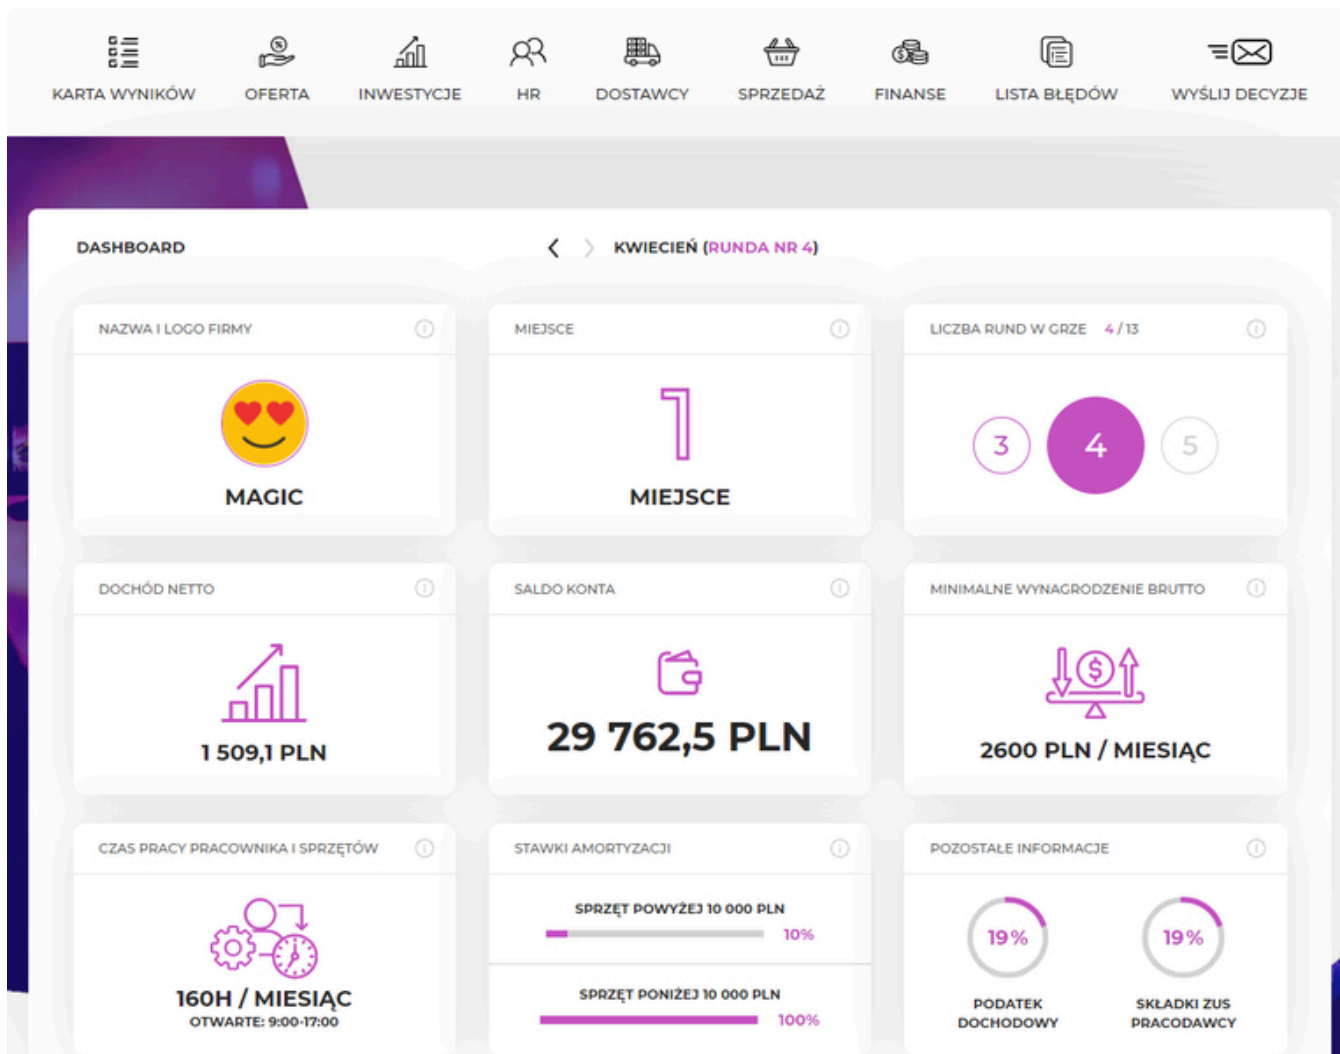 KARTA WYNIKÓW
OFERTA
INWESTYCJE
HR
DOSTAWCY
SPRZEDAŻ
FINANSE
LISTA BŁĘDÓW
WYŚLIJ DECYZJE
DASHBOARD
KWIECIEŃ (RUNDA NR 4)
NAZWA I LOGO FIRMY
MAGIC
MIEJSCE
1
MIEJSCE
LICZBA RUND W GRZE 4 / 13
3 4 5
DOCHÓD NETTO
1 509,1 PLN
SALDO KONTA
29 762,5 PLN
MINIMALNE WYNAGRODZENIE BRUTTO
2600 PLN / MIESIĄC
CZAS PRACY PRACOWNIKA I SPRZĘTÓW
160H / MIESIĄC
OTWARTE: 9:00-17:00
STAWKI AMORTYZACJI
SPRZĘT POWYŻEJ 10 000 PLN
10%
SPRZĘT PONIŻEJ 10 000 PLN
100%
POZOSTAŁE INFORMACJE
19%
PODATEK
DOCHODOWY
19%
SKŁADKI ZUS
PRACODAWCY